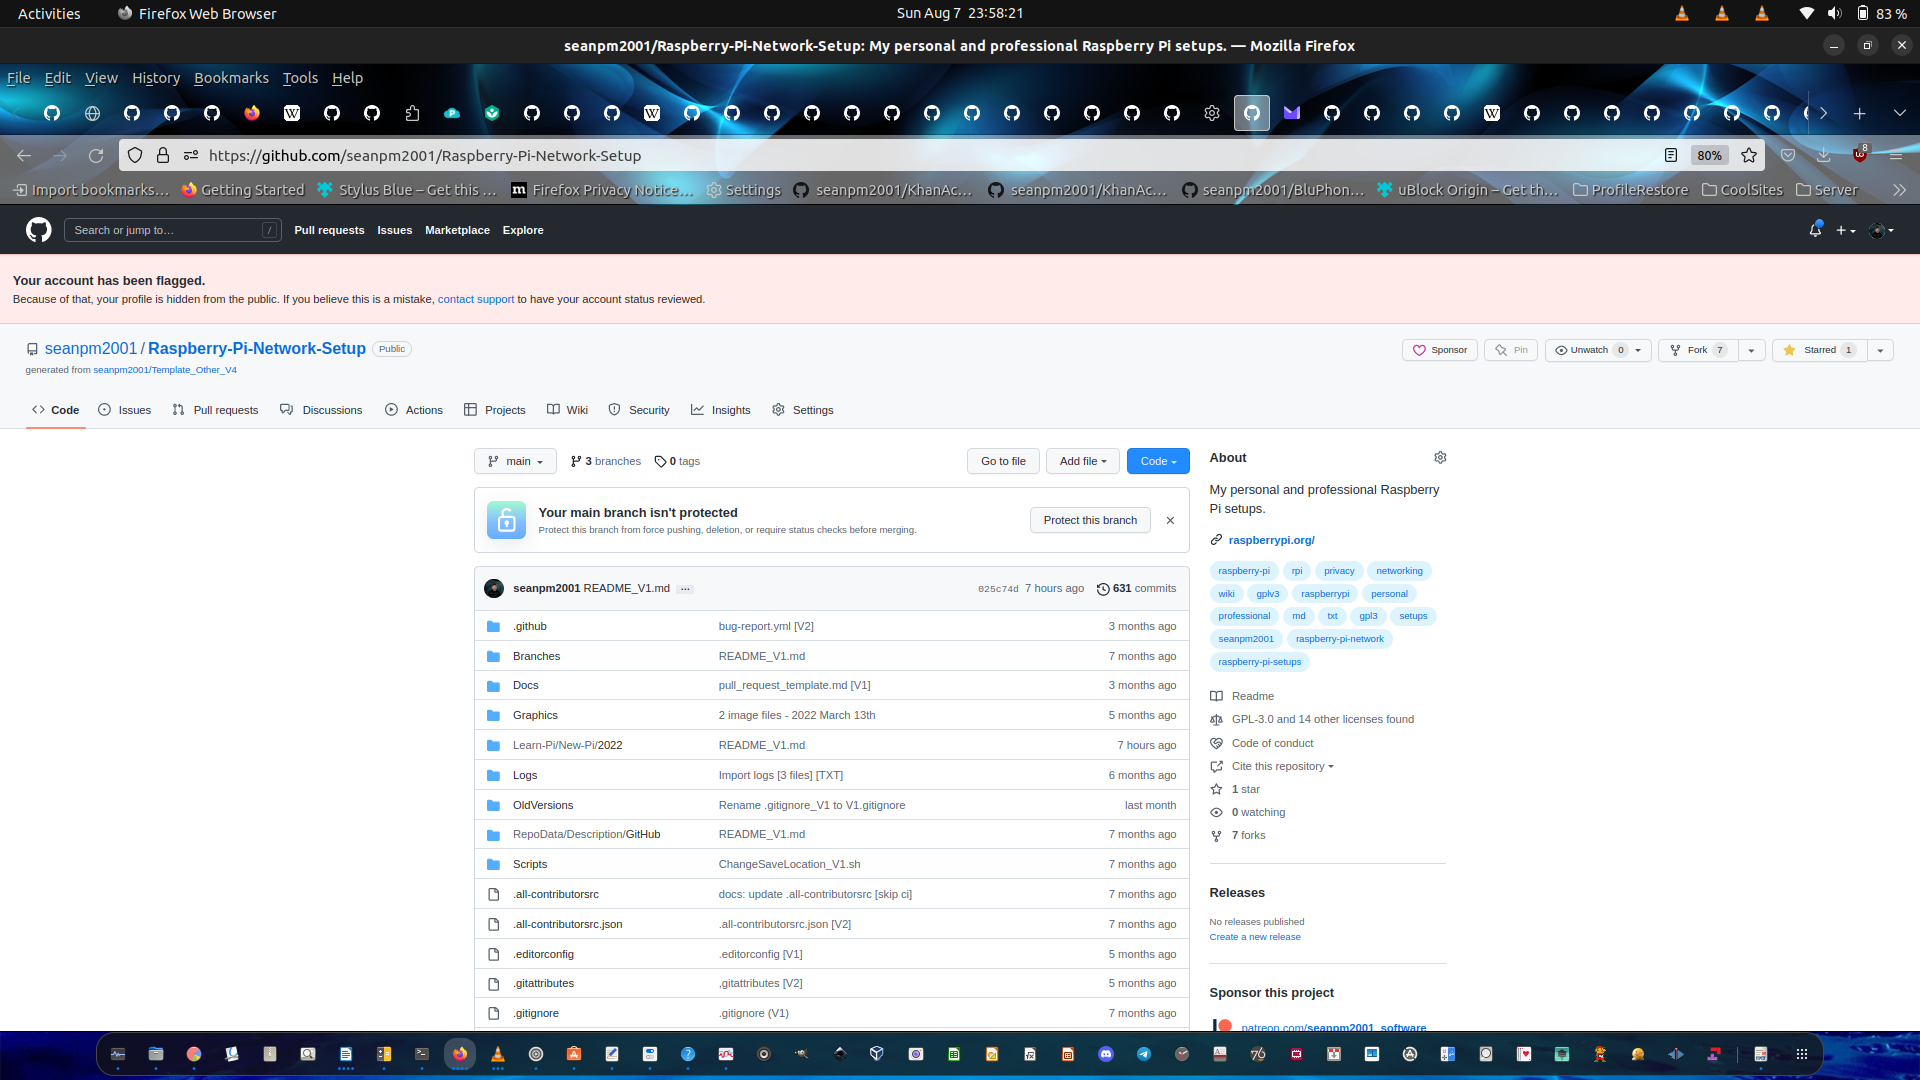 Activities
Firefox Web Browser
Sun Aug 7 23:58:21
83 %
seanpm2001/Raspberry-Pi-Network-Setup: My personal and professional Raspberry Pi setups. — Mozilla Firefox
File Edit View History Bookmarks Tools Help
https://github.com/seanpm2001/Raspberry-Pi-Network-Setup
80%
8
Import bookmarks… Getting Started Stylus Blue – Get this … Firefox Privacy Notice… Settings seanpm2001/KhanAc… seanpm2001/KhanAc… seanpm2001/BluPhon… uBlock Origin – Get th… ProfileRestore CoolSites Server
Search or jump to… /
Pull requests Issues Marketplace Explore
Your account has been flagged.
Because of that, your profile is hidden from the public. If you believe this is a mistake, contact support to have your account status reviewed.
seanpm2001 / Raspberry-Pi-Network-Setup Public
generated from seanpm2001/Template_Other_V4
Sponsor Pin Unwatch 0 Fork 7 Starred 1
Code Issues Pull requests Discussions Actions Projects Wiki Security Insights Settings
main 3 branches 0 tags
Go to file Add file Code
Your main branch isn't protected
Protect this branch from force pushing, deletion, or require status checks before merging.
Protect this branch
seanpm2001 README_V1.md … 025c74d 7 hours ago 631 commits
.github bug-report.yml [V2] 3 months ago
Branches README_V1.md 7 months ago
Docs pull_request_template.md [V1] 3 months ago
Graphics 2 image files - 2022 March 13th 5 months ago
Learn-Pi/New-Pi/2022 README_V1.md 7 hours ago
Logs Import logs [3 files] [TXT] 6 months ago
OldVersions Rename .gitignore_V1 to V1.gitignore last month
RepoData/Description/GitHub README_V1.md 7 months ago
Scripts ChangeSaveLocation_V1.sh 7 months ago
.all-contributorsrc docs: update .all-contributorsrc [skip ci] 7 months ago
.all-contributorsrc.json .all-contributorsrc.json [V2] 7 months ago
.editorconfig .editorconfig [V1] 5 months ago
.gitattributes ,gitattributes [V2] 5 months ago
.gitignore .gitignore (V1) 7 months ago
About
My personal and professional Raspberry
Pi setups.
raspberrypi.org/
raspberry-pi rpi privacy networking
wiki gplv3 raspberrypi personal
professional md txt gpl3 setups
seanpm2001 raspberry-pi-network
raspberry-pi-setups
Readme
GPL-3.0 and 14 other licenses found
Code of conduct
Cite this repository
1 star
0 watching
7 forks
Releases
No releases published
Create a new release
Sponsor this project
patreon.com/seanpm2001_software